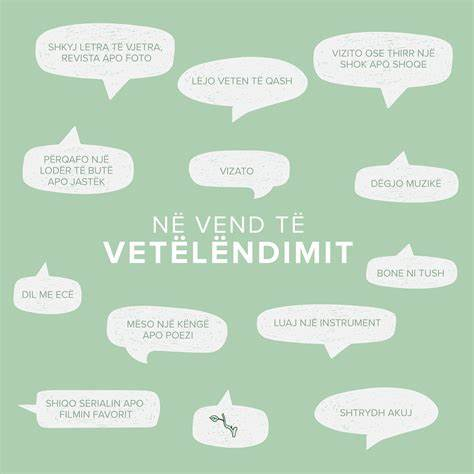 SHKYJ LETRA TË VJETRA,
REVISTA APO FOTO
LEJO VETEN TË QASH
VIZITO OSE THIRR NJË
SHOK APO SHOQE
PËRQAFO NJË
LODËR TË BUTË
APO JASTËK
VIZATO
DËGJO MUZIKË
NË VEND TË
VETËLËNDIMIT
DIL ME ECË
BONE NI TUSH
MËSO NJË KËNGË
APO POEZI
LUAJ NJË INSTRUMENT
SHIQO SERIALIN APO
FILMIN FAVORIT
SHTRYDH AKUJ